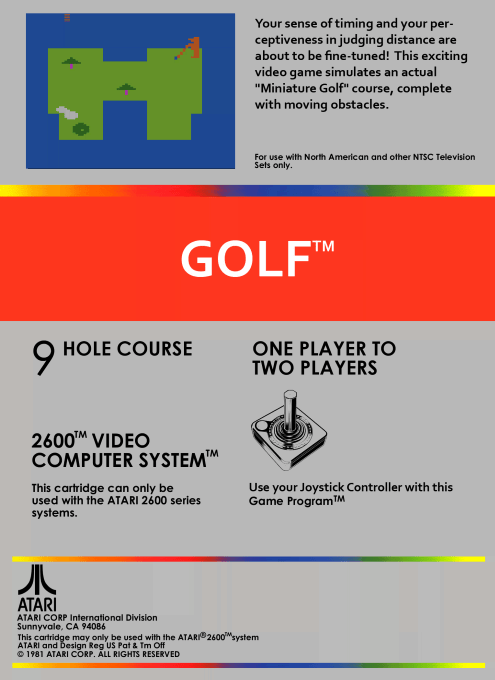 Your sense of timing and your per-
ceptiveness in judging distance are
about to be fine-tuned! This exciting
video game simulates an actual
"Miniature Golf" course, complete
with moving obstacles.
For use with North American and other NTSC Television
Sets only.
GOLF™
9 HOLE COURSE
ONE PLAYER TO
TWO PLAYERS
2600™ VIDEO
COMPUTER SYSTEM™
This cartridge can only be
used with the ATARI 2600 series
systems.
Use your Joystick Controller with this
Game Program™
ATARI
ATARI CORP International Division
Sunnyvale, CA 94086
This cartridge may only be used with the ATARI®2600™system
ATARI and Design Reg US Pat & Tm Off
© 1981 ATARI CORP. ALL RIGHTS RESERVED